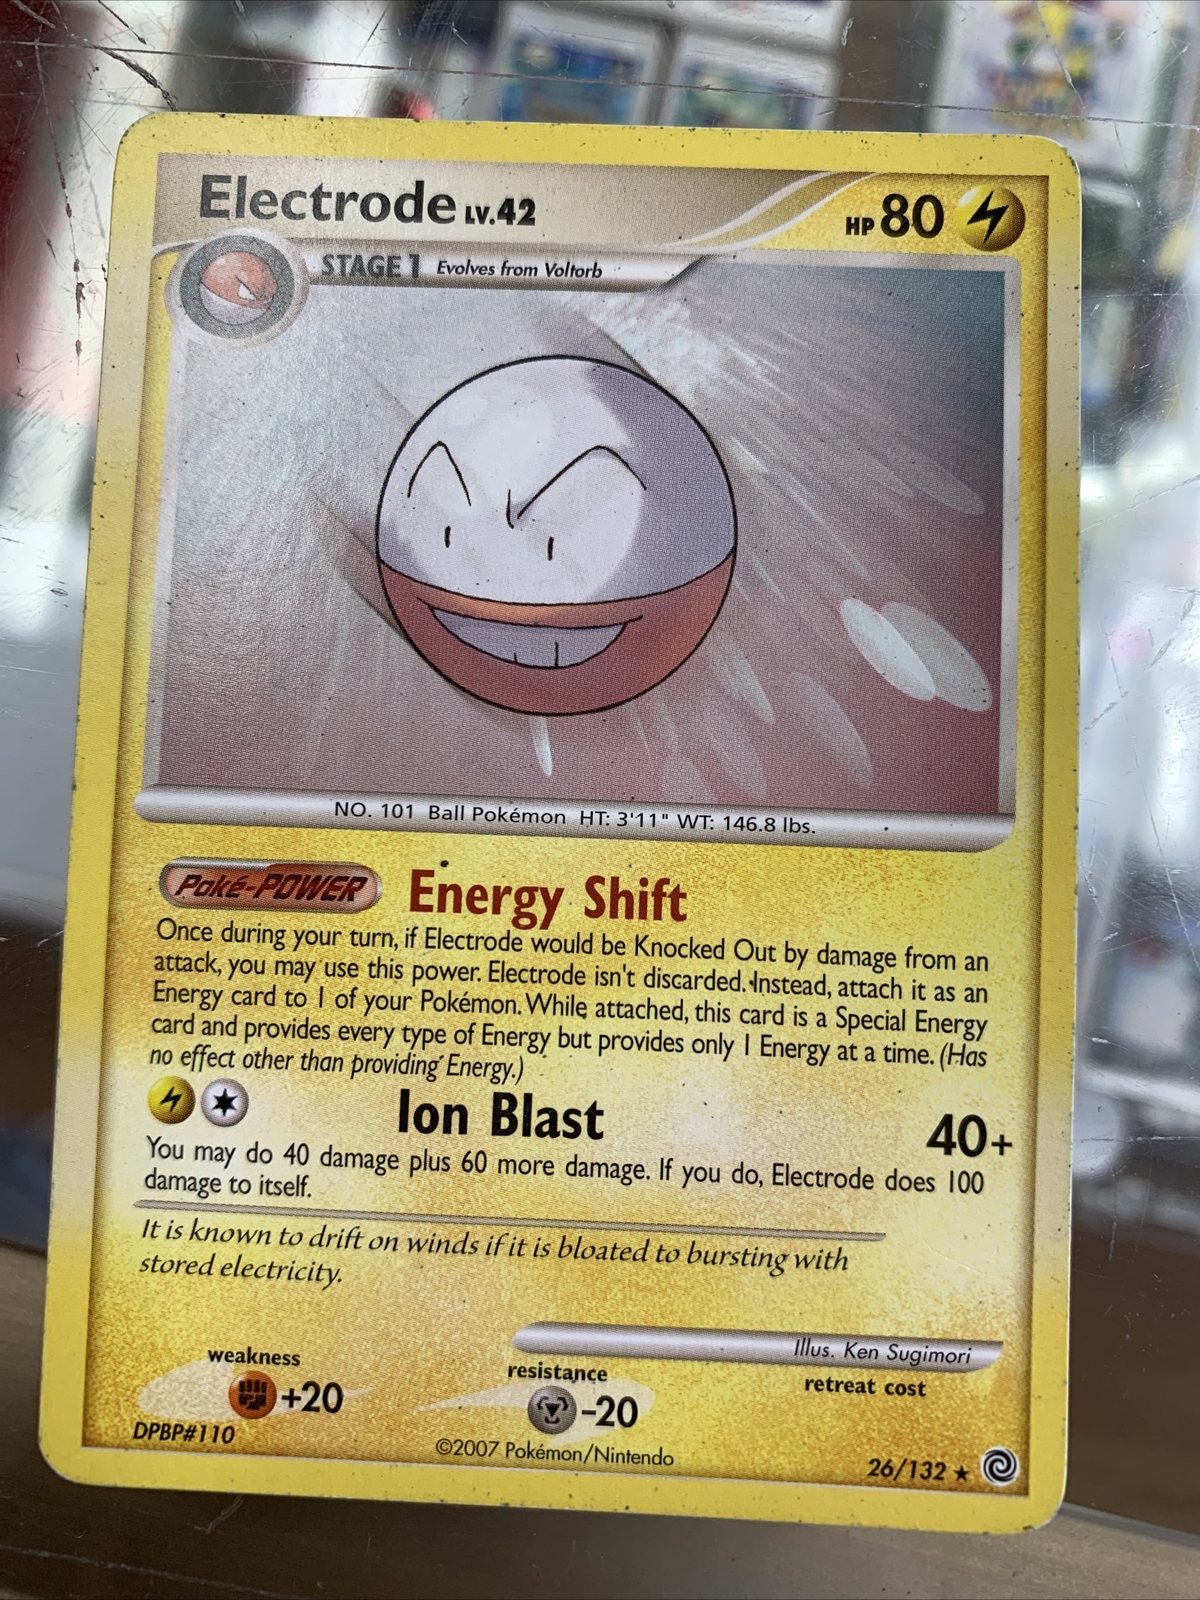 Electrode LV.42 HP 80
STAGE 1 Evolves from Voltorb
NO. 101 Ball Pokémon HT: 3'11" WT: 146.8 lbs.
Poké-POWER Energy Shift
Once during your turn, if Electrode would be Knocked Out by damage from an
attack, you may use this power. Electrode isn't discarded. Instead, attach it as an
Energy card to 1 of your Pokémon. While attached, this card is a Special Energy
card and provides every type of Energy but provides only 1 Energy at a time. (Has
no effect other than providing Energy.)
Ion Blast 40+
You may do 40 damage plus 60 more damage. If you do, Electrode does 100
damage to itself.
It is known to drift on winds if it is bloated to bursting with
stored electricity.
Illus. Ken Sugimori
weakness resistance retreat cost
+20 -20
DPBP#110 ©2007 Pokémon/Nintendo 26/132 ★